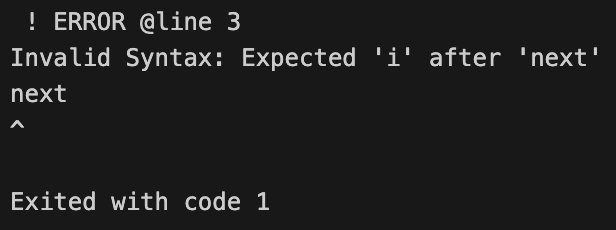 ! ERROR @line 3
Invalid Syntax: Expected 'i' after 'next'
next
^
Exited with code 1